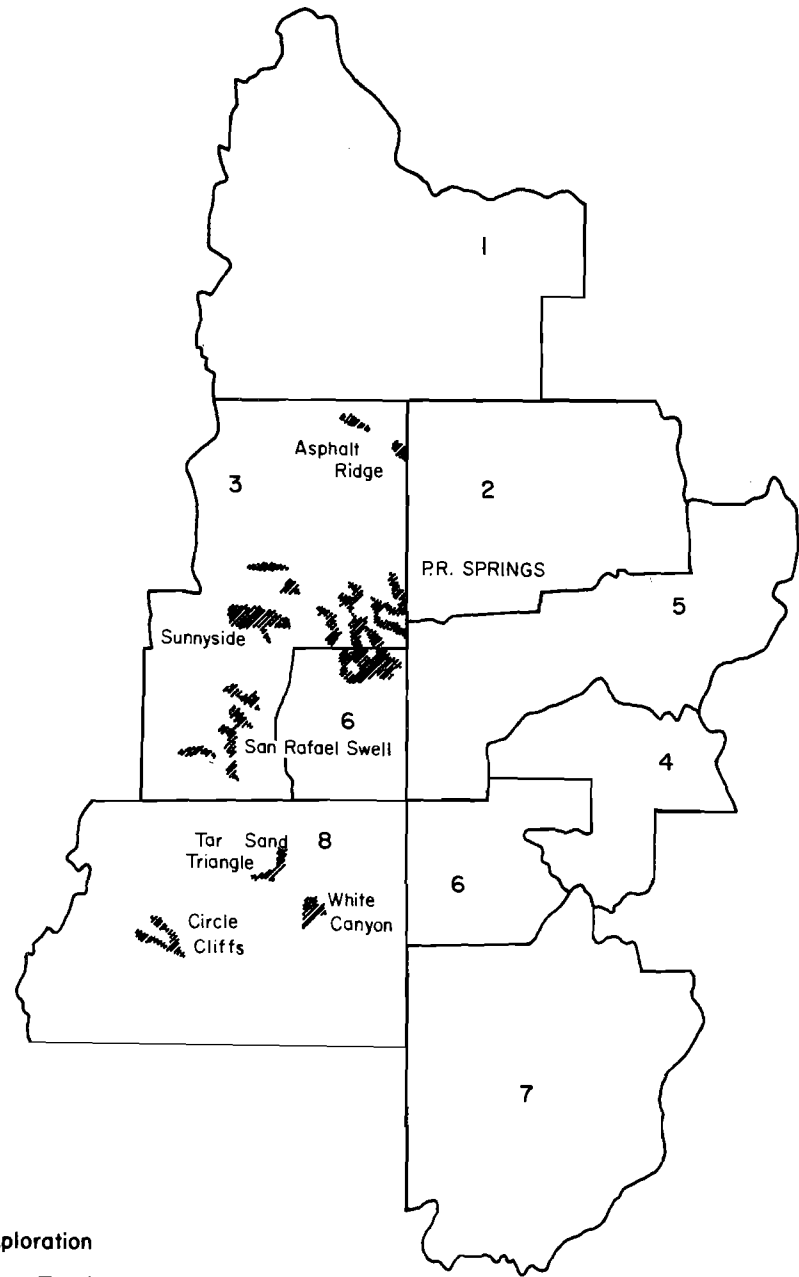 1
Asphalt
Ridge
3
2
P.R. SPRINGS
5
Sunnyside
6
San Rafael Swell
4
Tar Sand
Triangle
8
6
White
Canyon
Circle
Cliffs
7
ploration